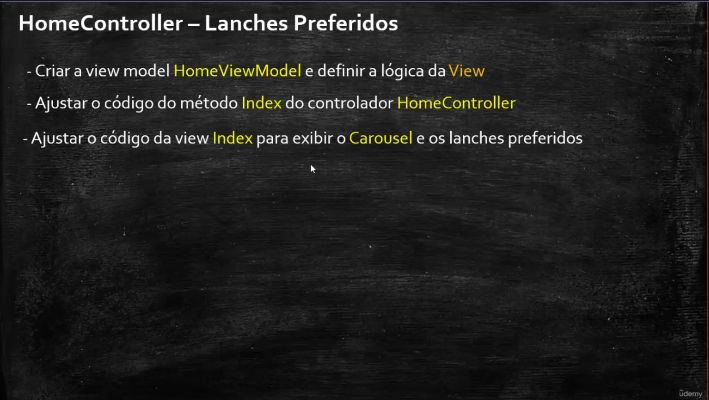 HomeController – Lanches Preferidos
- Criar a view model HomeViewModel e definir a lógica da View
- Ajustar o código do método Index do controlador HomeController
- Ajustar o código da view Index para exibir o Carousel e os lanches preferidos
ûdemy